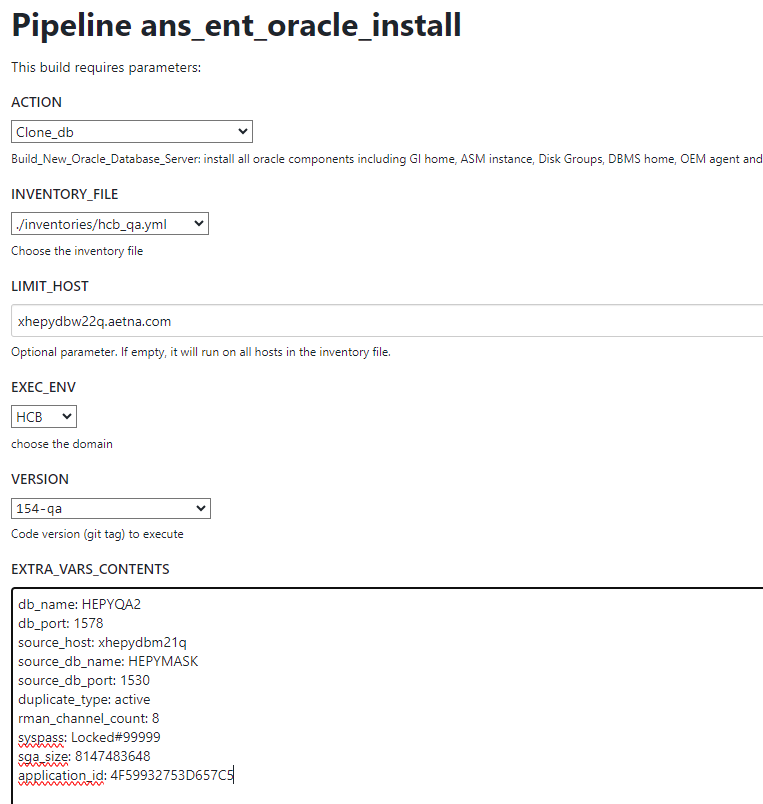 Pipeline ans_ent_oracle_install
This build requires parameters:
ACTION
Clone_db
Build_New_Oracle_Database_Server: install all oracle components including GI home, ASM instance, Disk Groups, DBMS home, OEM agent and
INVENTORY_FILE
./inventories/hcb_qa.yml
Choose the inventory file
LIMIT_HOST
xhepydbw22q.aetna.com
Optional parameter. If empty, it will run on all hosts in the inventory file.
EXEC_ENV
HCB
choose the domain
VERSION
154-qa
Code version (git tag) to execute
EXTRA_VARS_CONTENTS
db_name: HEPYQA2
db_port: 1578
source_host: xhepydbm21q
source_db_name: HEPYMASK
source_db_port: 1530
duplicate_type: active
rman_channel_count: 8
syspass: Locked#99999
sga_size: 8147483648
application_id: 4F59932753D657C5